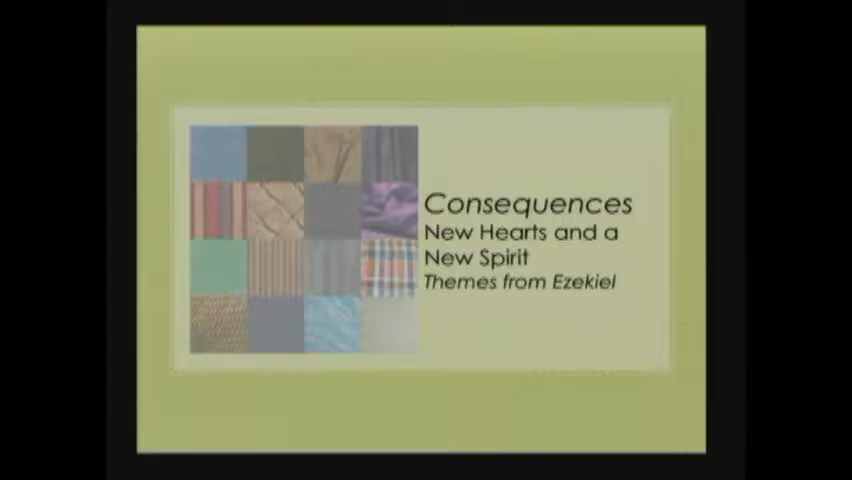 Consequences
New Hearts and a
New Spirit
Themes from Ezekiel